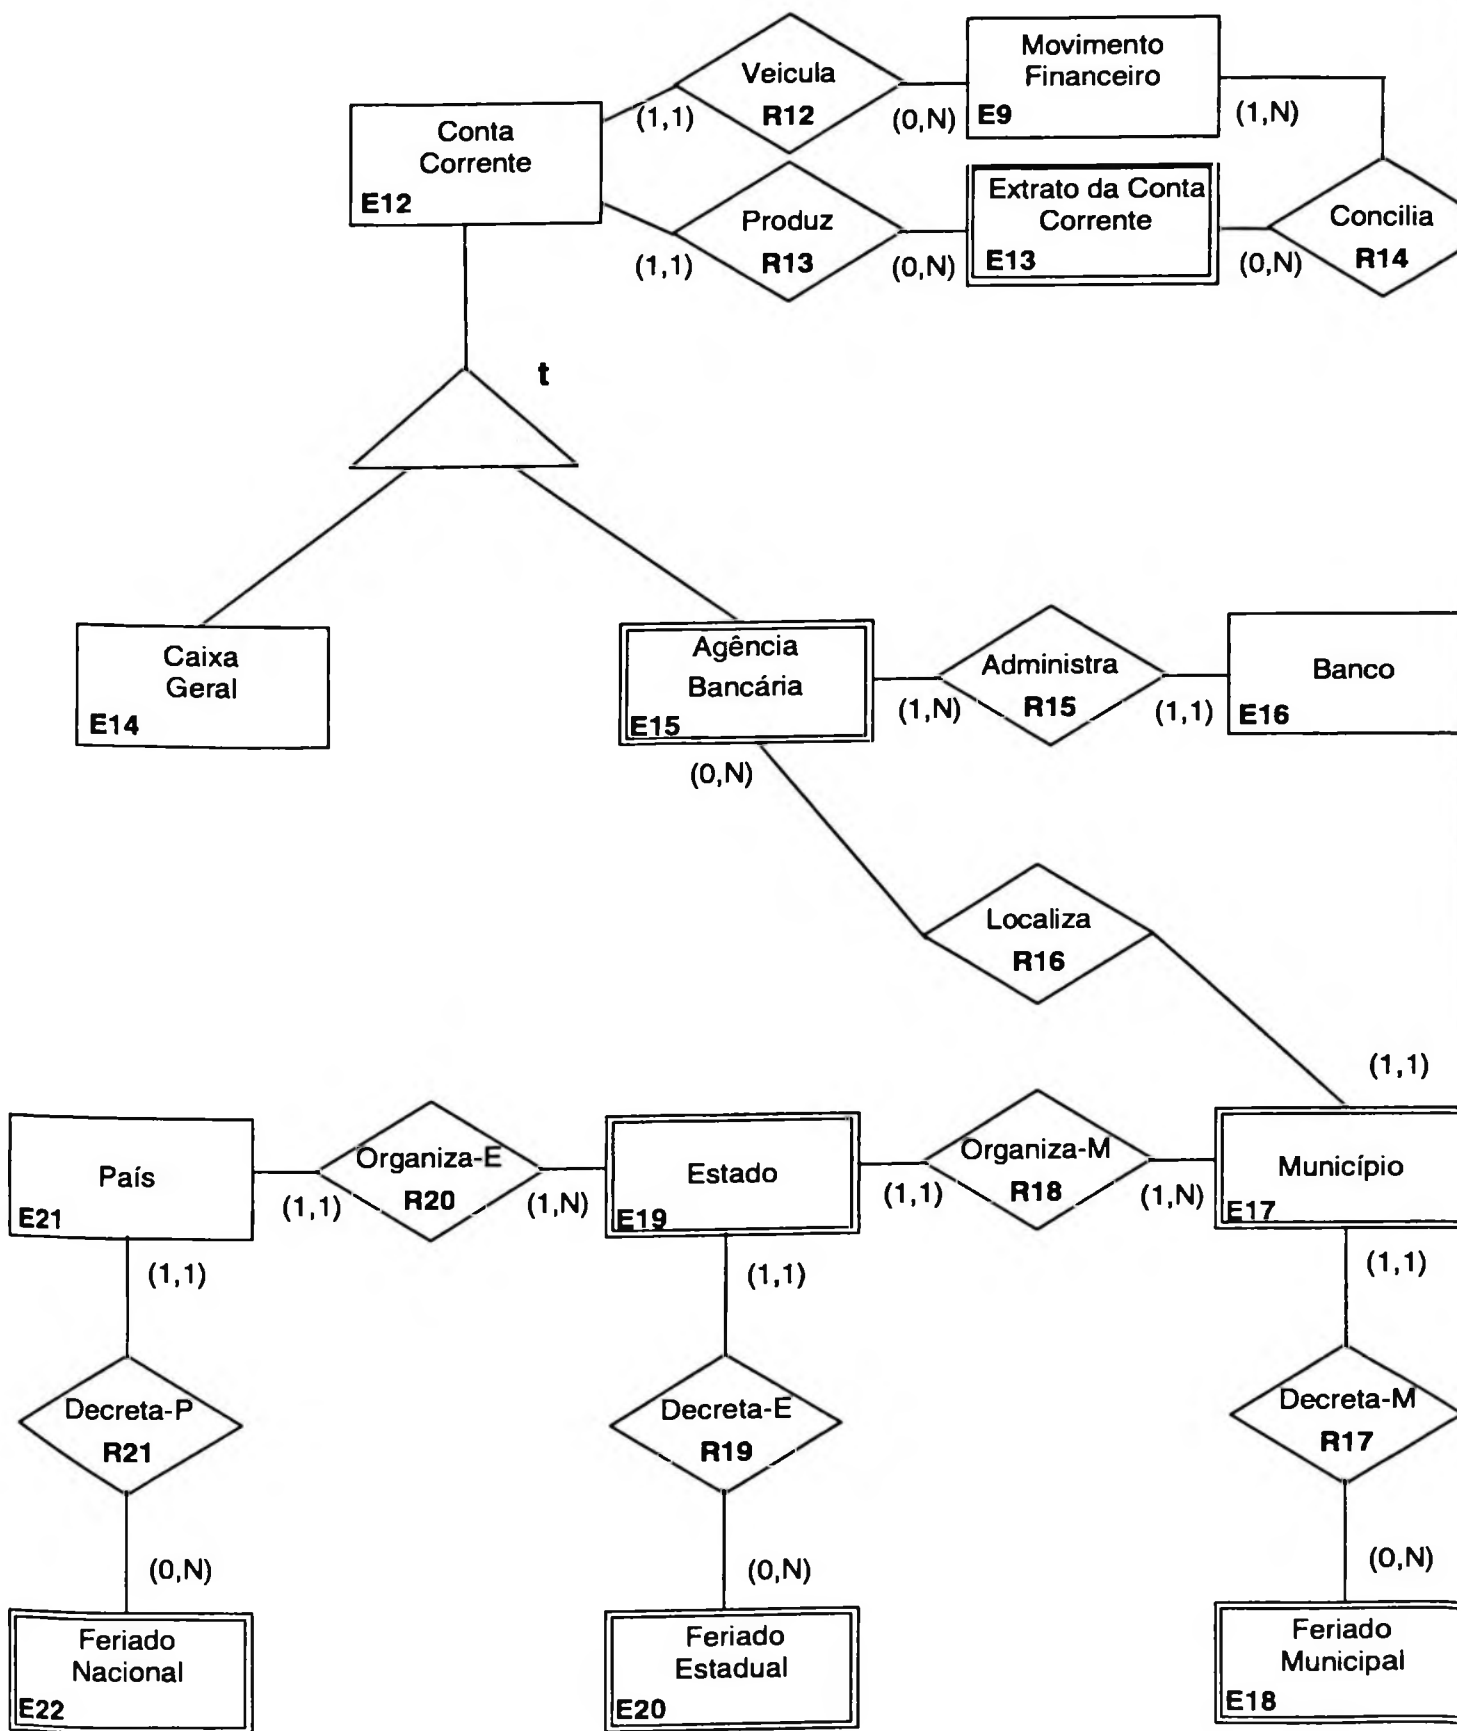 Veicula
R12
(1,1)
(0,N)
Movimento
Financeiro
E9
(1,N)
Conta
Corrente
E12
Produz
R13
(1,1)
(0,N)
Extrato da Conta
Corrente
E13
(0,N)
Concilia
R14
t
Caixa
Geral
E14
Agência
Bancária
E15
(1,N)
Administra
R15
(1,1)
Banco
E16
(0,N)
Localiza
R16
(1,1)
País
E21
(1,1)
Organiza-E
R20
(1,N)
Estado
E19
(1,1)
Organiza-M
R18
(1,N)
Município
E17
(1,1)
(1,1)
(1,1)
Decreta-P
R21
Decreta-E
R19
Decreta-M
R17
(0,N)
(0,N)
(0,N)
Feriado
Nacional
E22
Feriado
Estadual
E20
Feriado
Municipal
E18